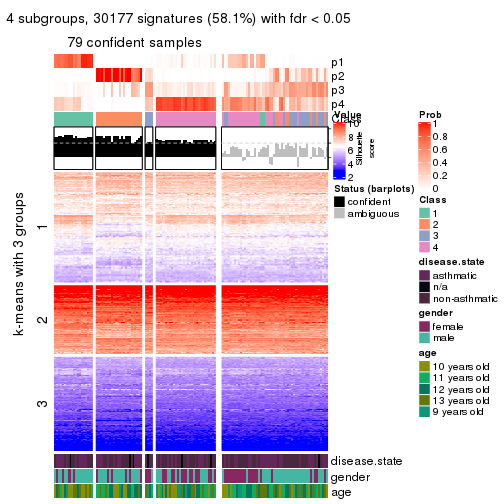 4 subgroups, 30177 signatures (58.1%) with fdr < 0.05
79 confident samples
p1
p2
p3
p4
Class
Silhouette
score
k-means with 3 groups
1
2
3
disease.state
gender
age
Value
10
8
6
4
2
Status (barplots)
confident
ambiguous
Prob
1
0.8
0.6
0.4
0.2
0
Class
1
2
3
4
disease.state
asthmatic
n/a
non-asthmatic
gender
female
male
age
10 years old
11 years old
12 years old
13 years old
9 years old